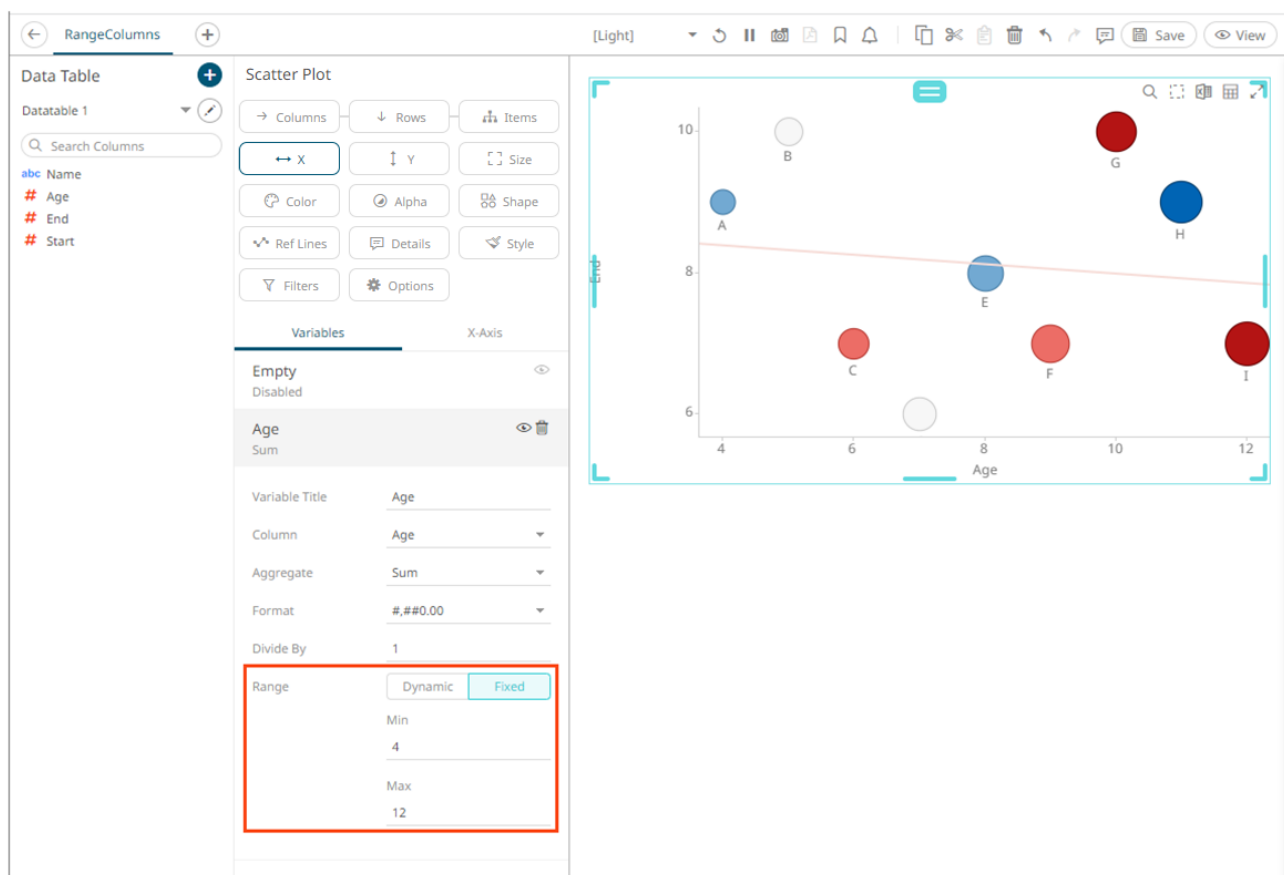 RangeColumns
[Light]
Save
View
Data Table
Datatable 1
Search Columns
abc Name
# Age
# End
# Start
Scatter Plot
Columns
Rows
Items
X
Y
Size
Color
Alpha
Shape
Ref Lines
Details
Style
Filters
Options
Variables
X-Axis
Empty
Disabled
Age
Sum
Variable Title
Age
Column
Age
Aggregate
Sum
Format
#,##0.00
Divide By
1
Range
Dynamic
Fixed
Min
4
Max
12
End
10
8
6
B
G
A
H
E
C
F
I
4
6
8
10
12
Age